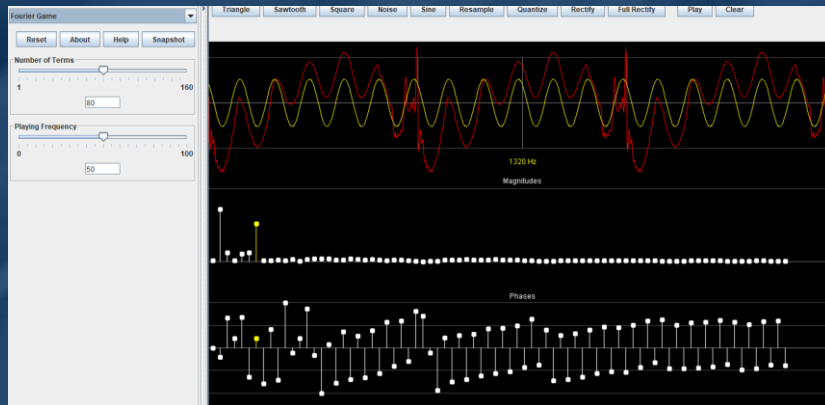 Fourier Game
Triangle Sawtooth Square Noise Sine Resample Quantize Rectify Full Rectify Play Clear
Reset About Help Snapshot
Number of Terms
1 160
80
Playing Frequency
0 100
50
1320 Hz
Magnitudes
Phases